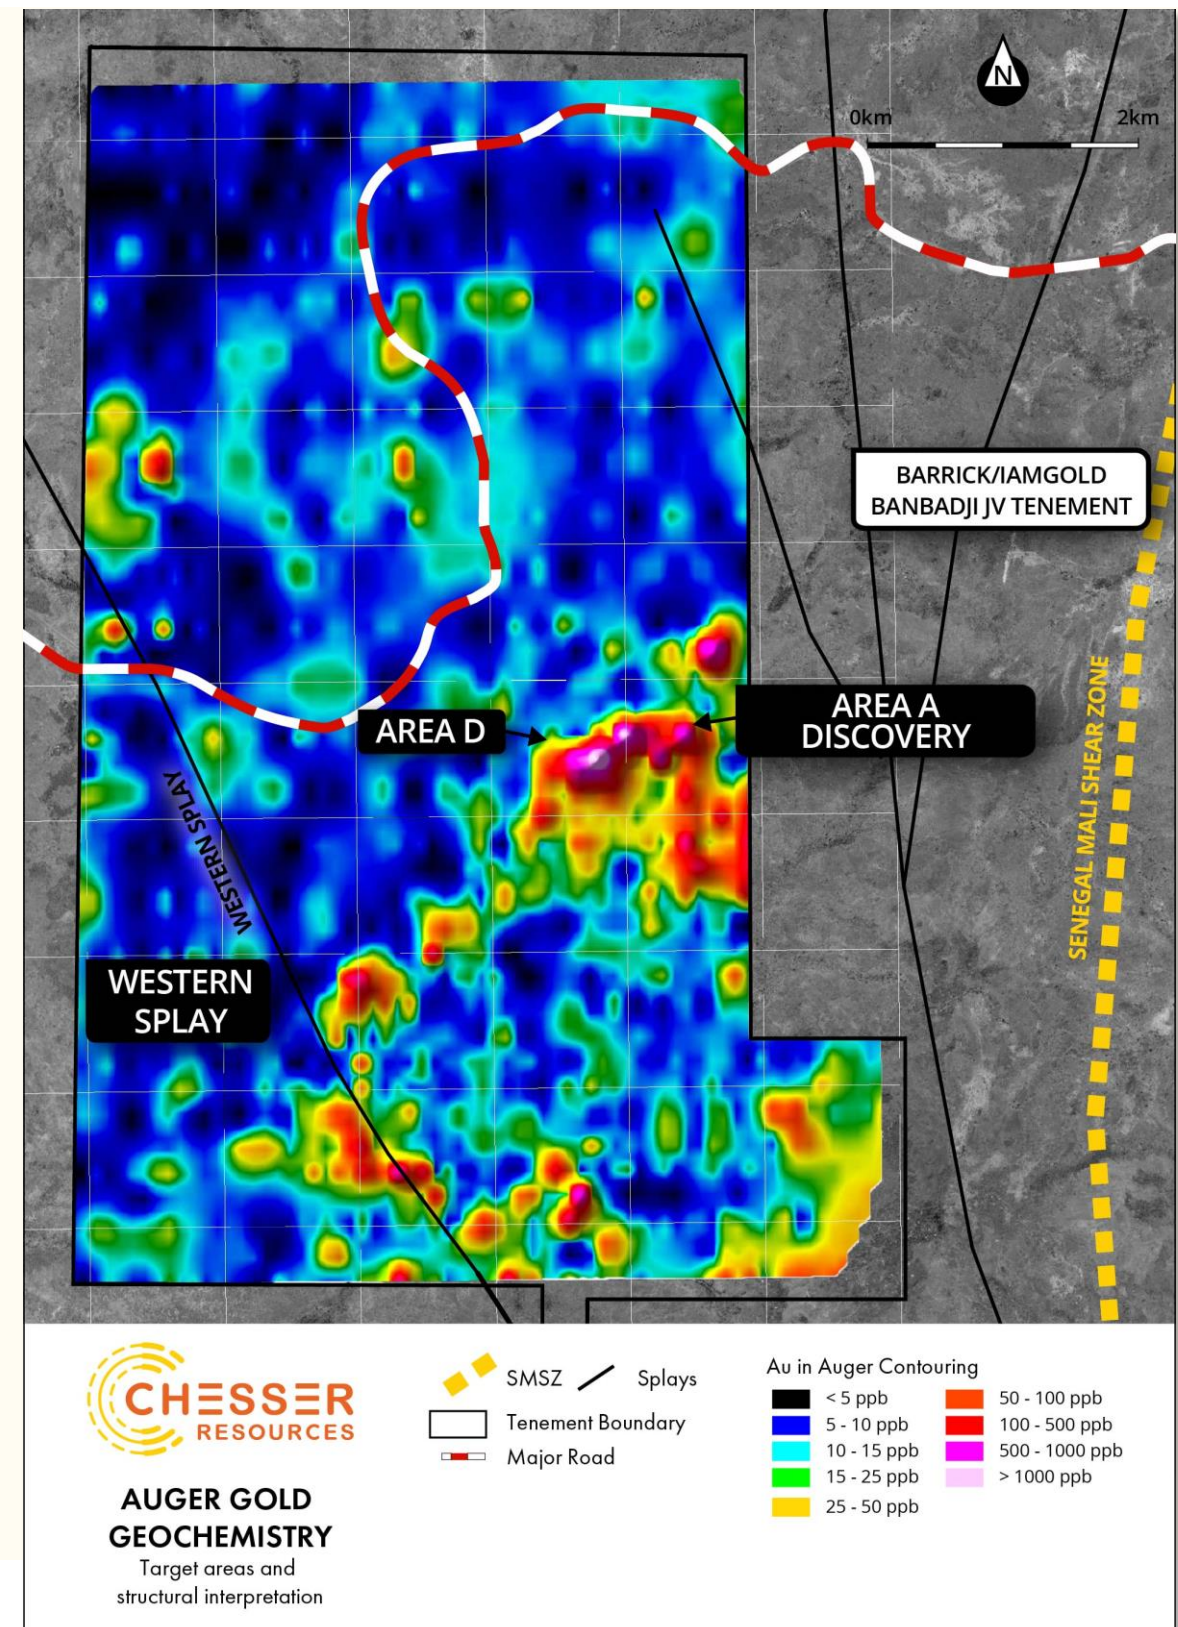 N
0km 2km
BARRICK/IAMGOLD
BANBADJI JV TENEMENT
SENEGAL MALI SHEAR ZONE
AREA D
AREA A
DISCOVERY
WESTERN SPLAY
WESTERN
SPLAY
CHESSER
RESOURCES
AUGER GOLD
GEOCHEMISTRY
Target areas and
structural interpretation
SMSZ Splays
Tenement Boundary
Major Road
Au in Auger Contouring
< 5 ppb
5 - 10 ppb
10 - 15 ppb
15 - 25 ppb
25 - 50 ppb
50 - 100 ppb
100 - 500 ppb
500 - 1000 ppb
> 1000 ppb